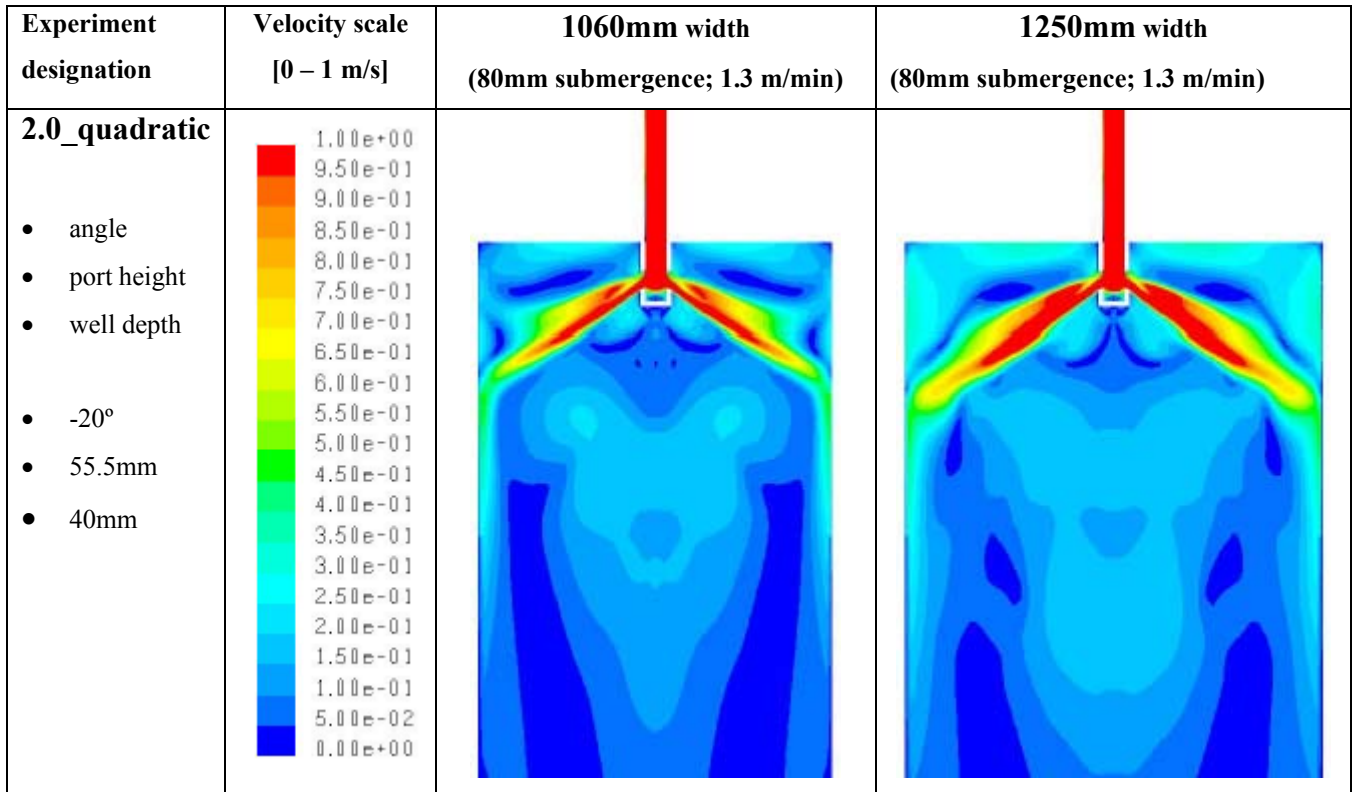 Experiment
designation
Velocity scale
[0 – 1 m/s]
1060mm width
(80mm submergence; 1.3 m/min)
1250mm width
(80mm submergence; 1.3 m/min)
2.0_quadratic
• angle
• port height
• well depth
• -20º
• 55.5mm
• 40mm
1.00e+00
9.50e-01
9.00e-01
8.50e-01
8.00e-01
7.50e-01
7.00e-01
6.50e-01
6.00e-01
5.50e-01
5.00e-01
4.50e-01
4.00e-01
3.50e-01
3.00e-01
2.50e-01
2.00e-01
1.50e-01
1.00e-01
5.00e-02
0.00e+00